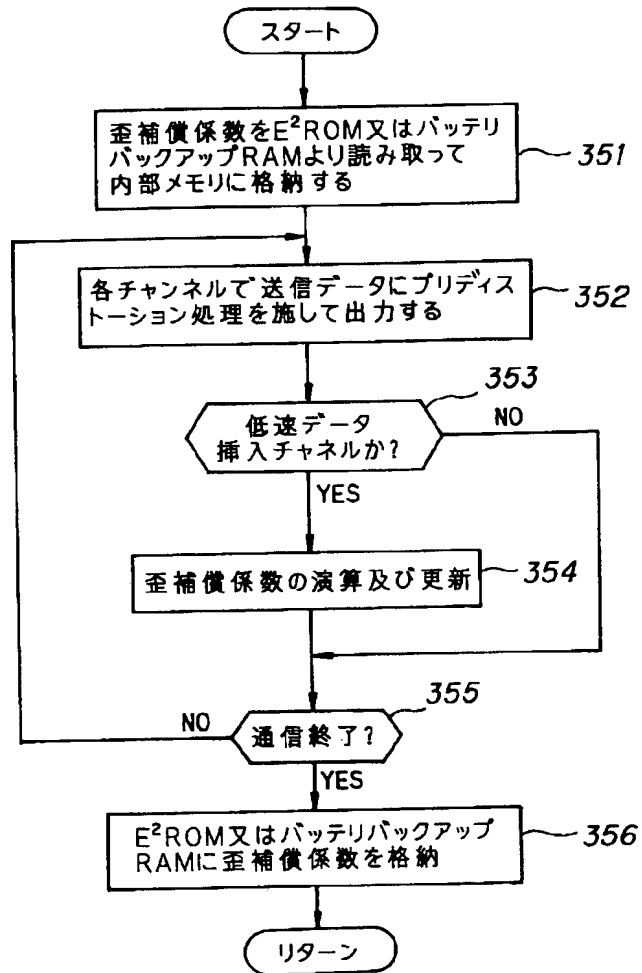 スタート
歪補償係数をE²ROM又はバッテリ
バックアップRAMより読み取って
内部メモリに格納する
351
各チャンネルで送信データにプリディス
トーション処理を施して出力する
352
353
低速データ
挿入チャネルか?
NO
YES
歪補償係数の演算及び更新
354
355
NO
通信終了?
YES
E²ROM又はバッテリバックアップ
RAMに歪補償係数を格納
356
リターン